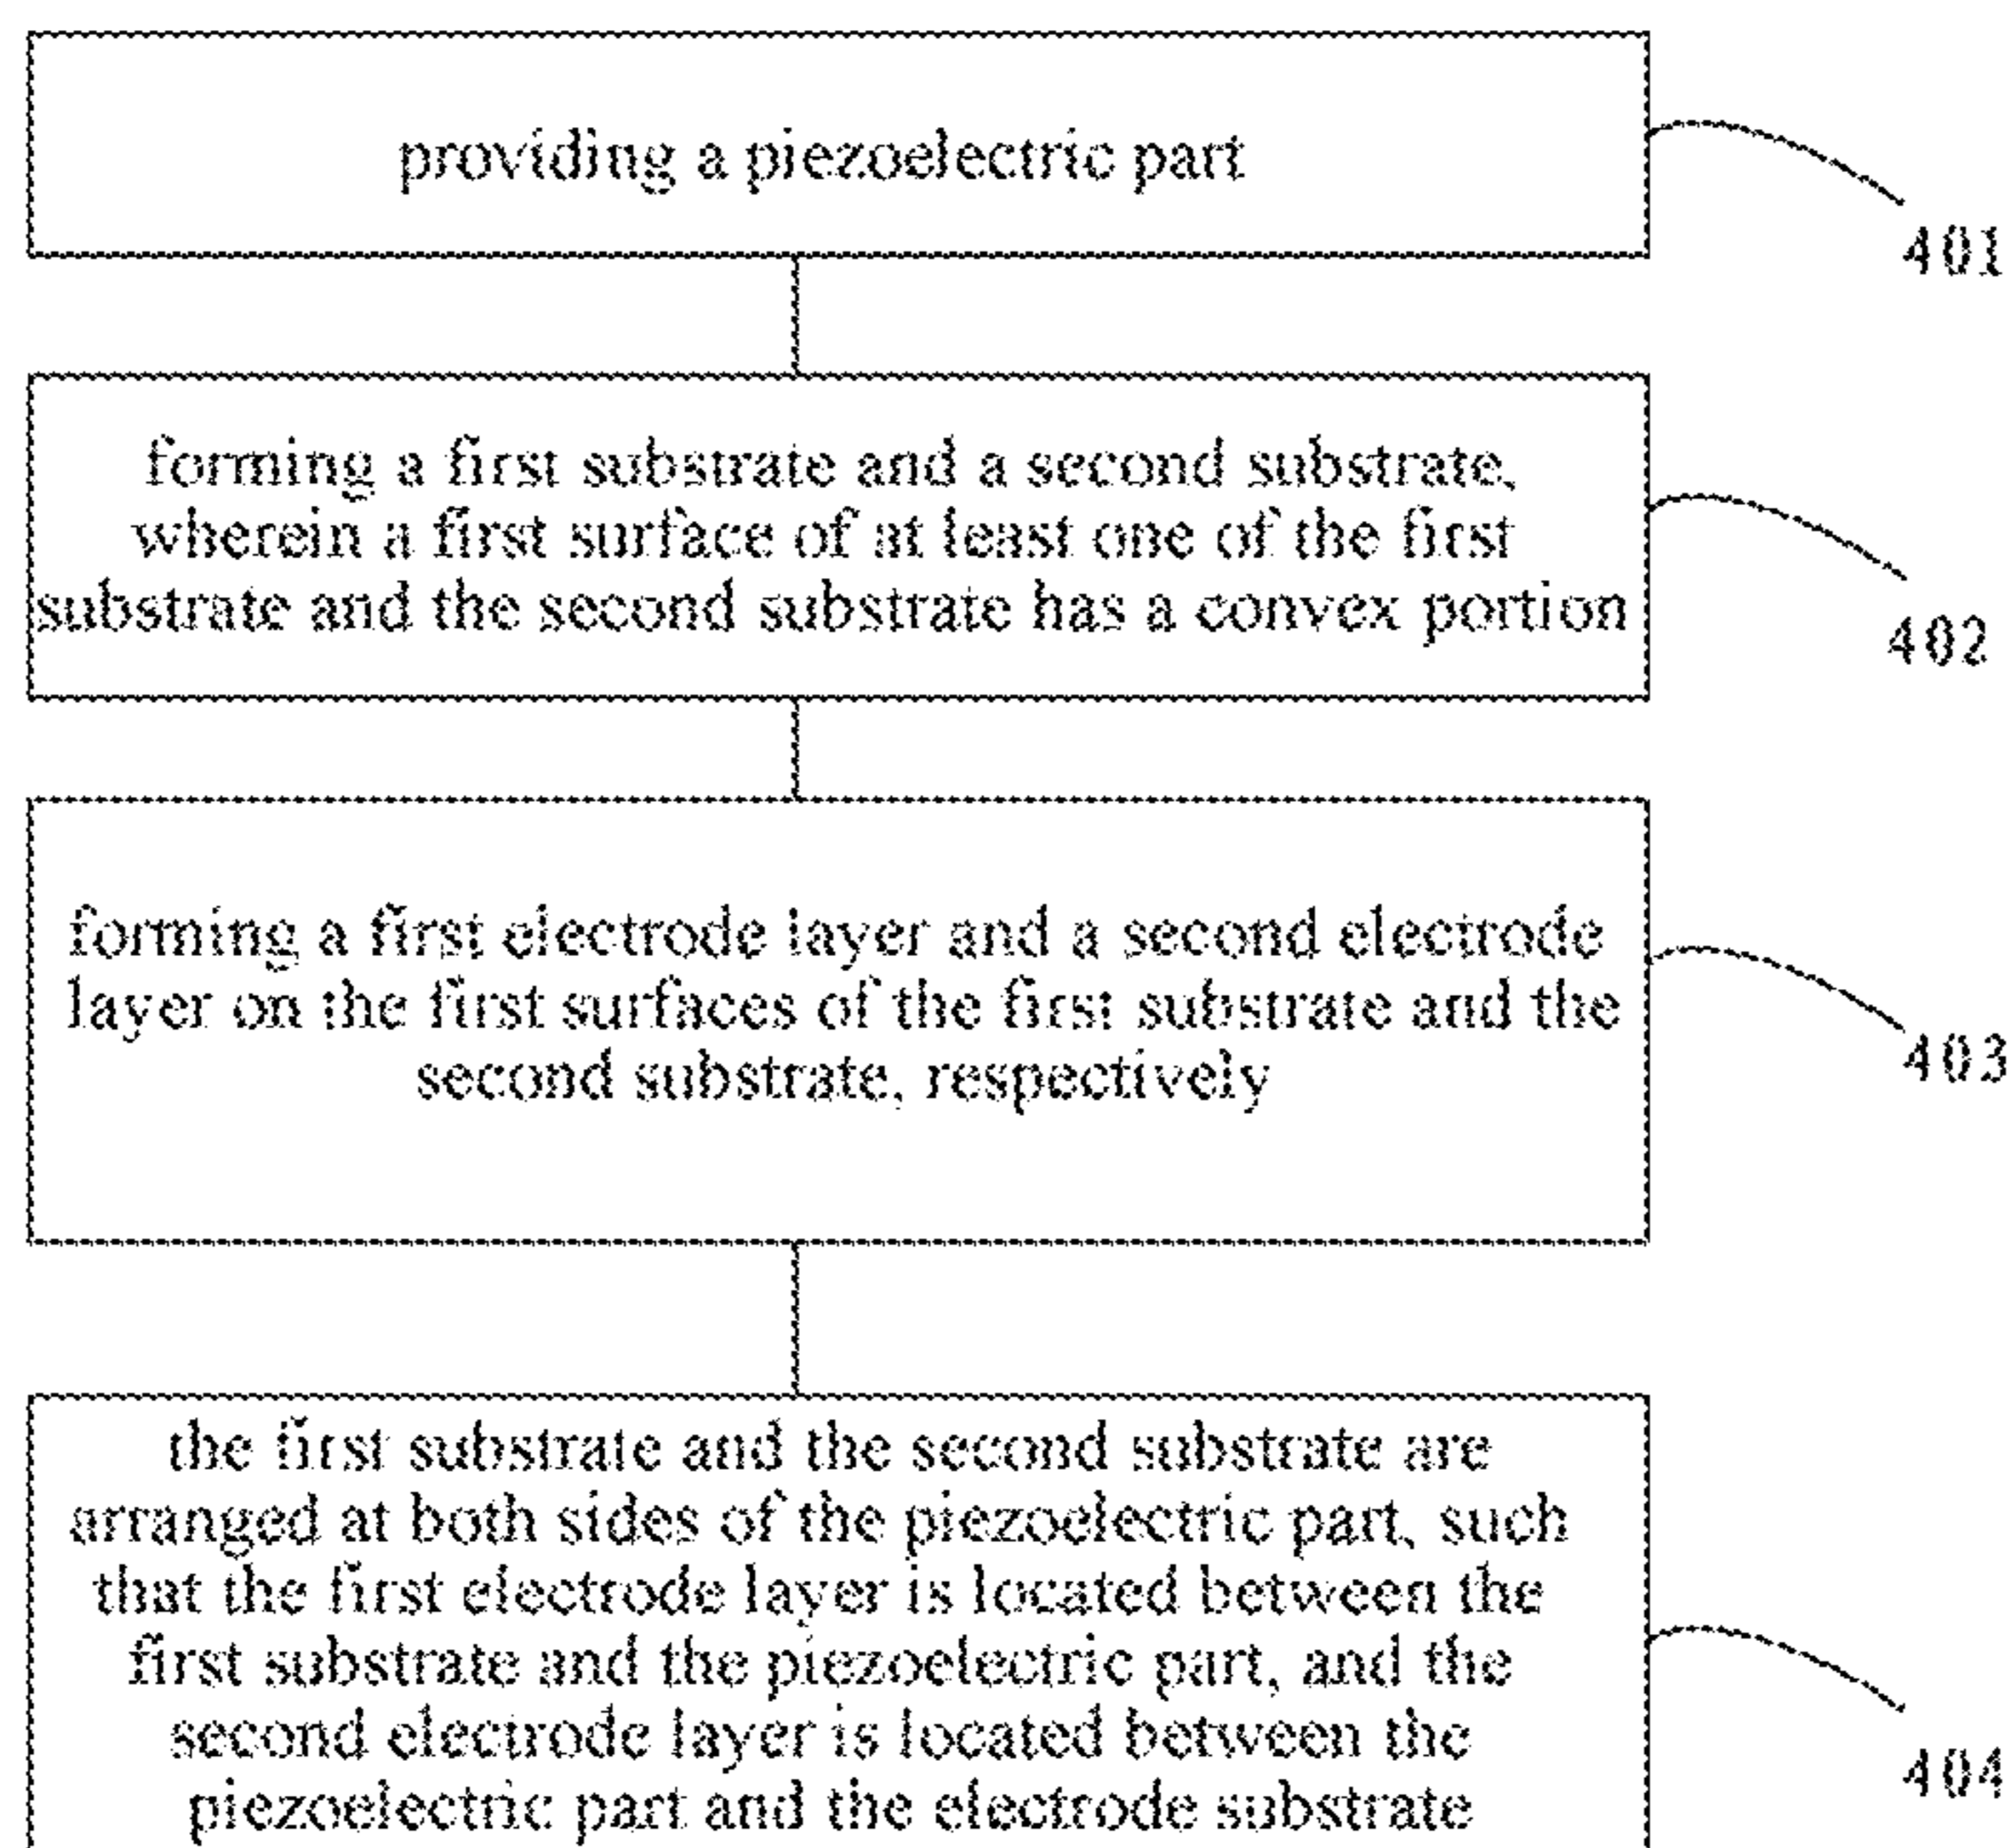 providing a piezoelectric part
401
forming a first substrate and a second substrate,
wherein a first surface of at least one of the first
substrate and the second substrate has a convex portion
402
forming a first electrode layer and a second electrode
layer on the first surfaces of the first substrate and the
second substrate, respectively
403
the first substrate and the second substrate are
arranged at both sides of the piezoelectric part, such
that the first electrode layer is located between the
first substrate and the piezoelectric part, and the
second electrode layer is located between the
piezoelectric part and the electrode substrate
404